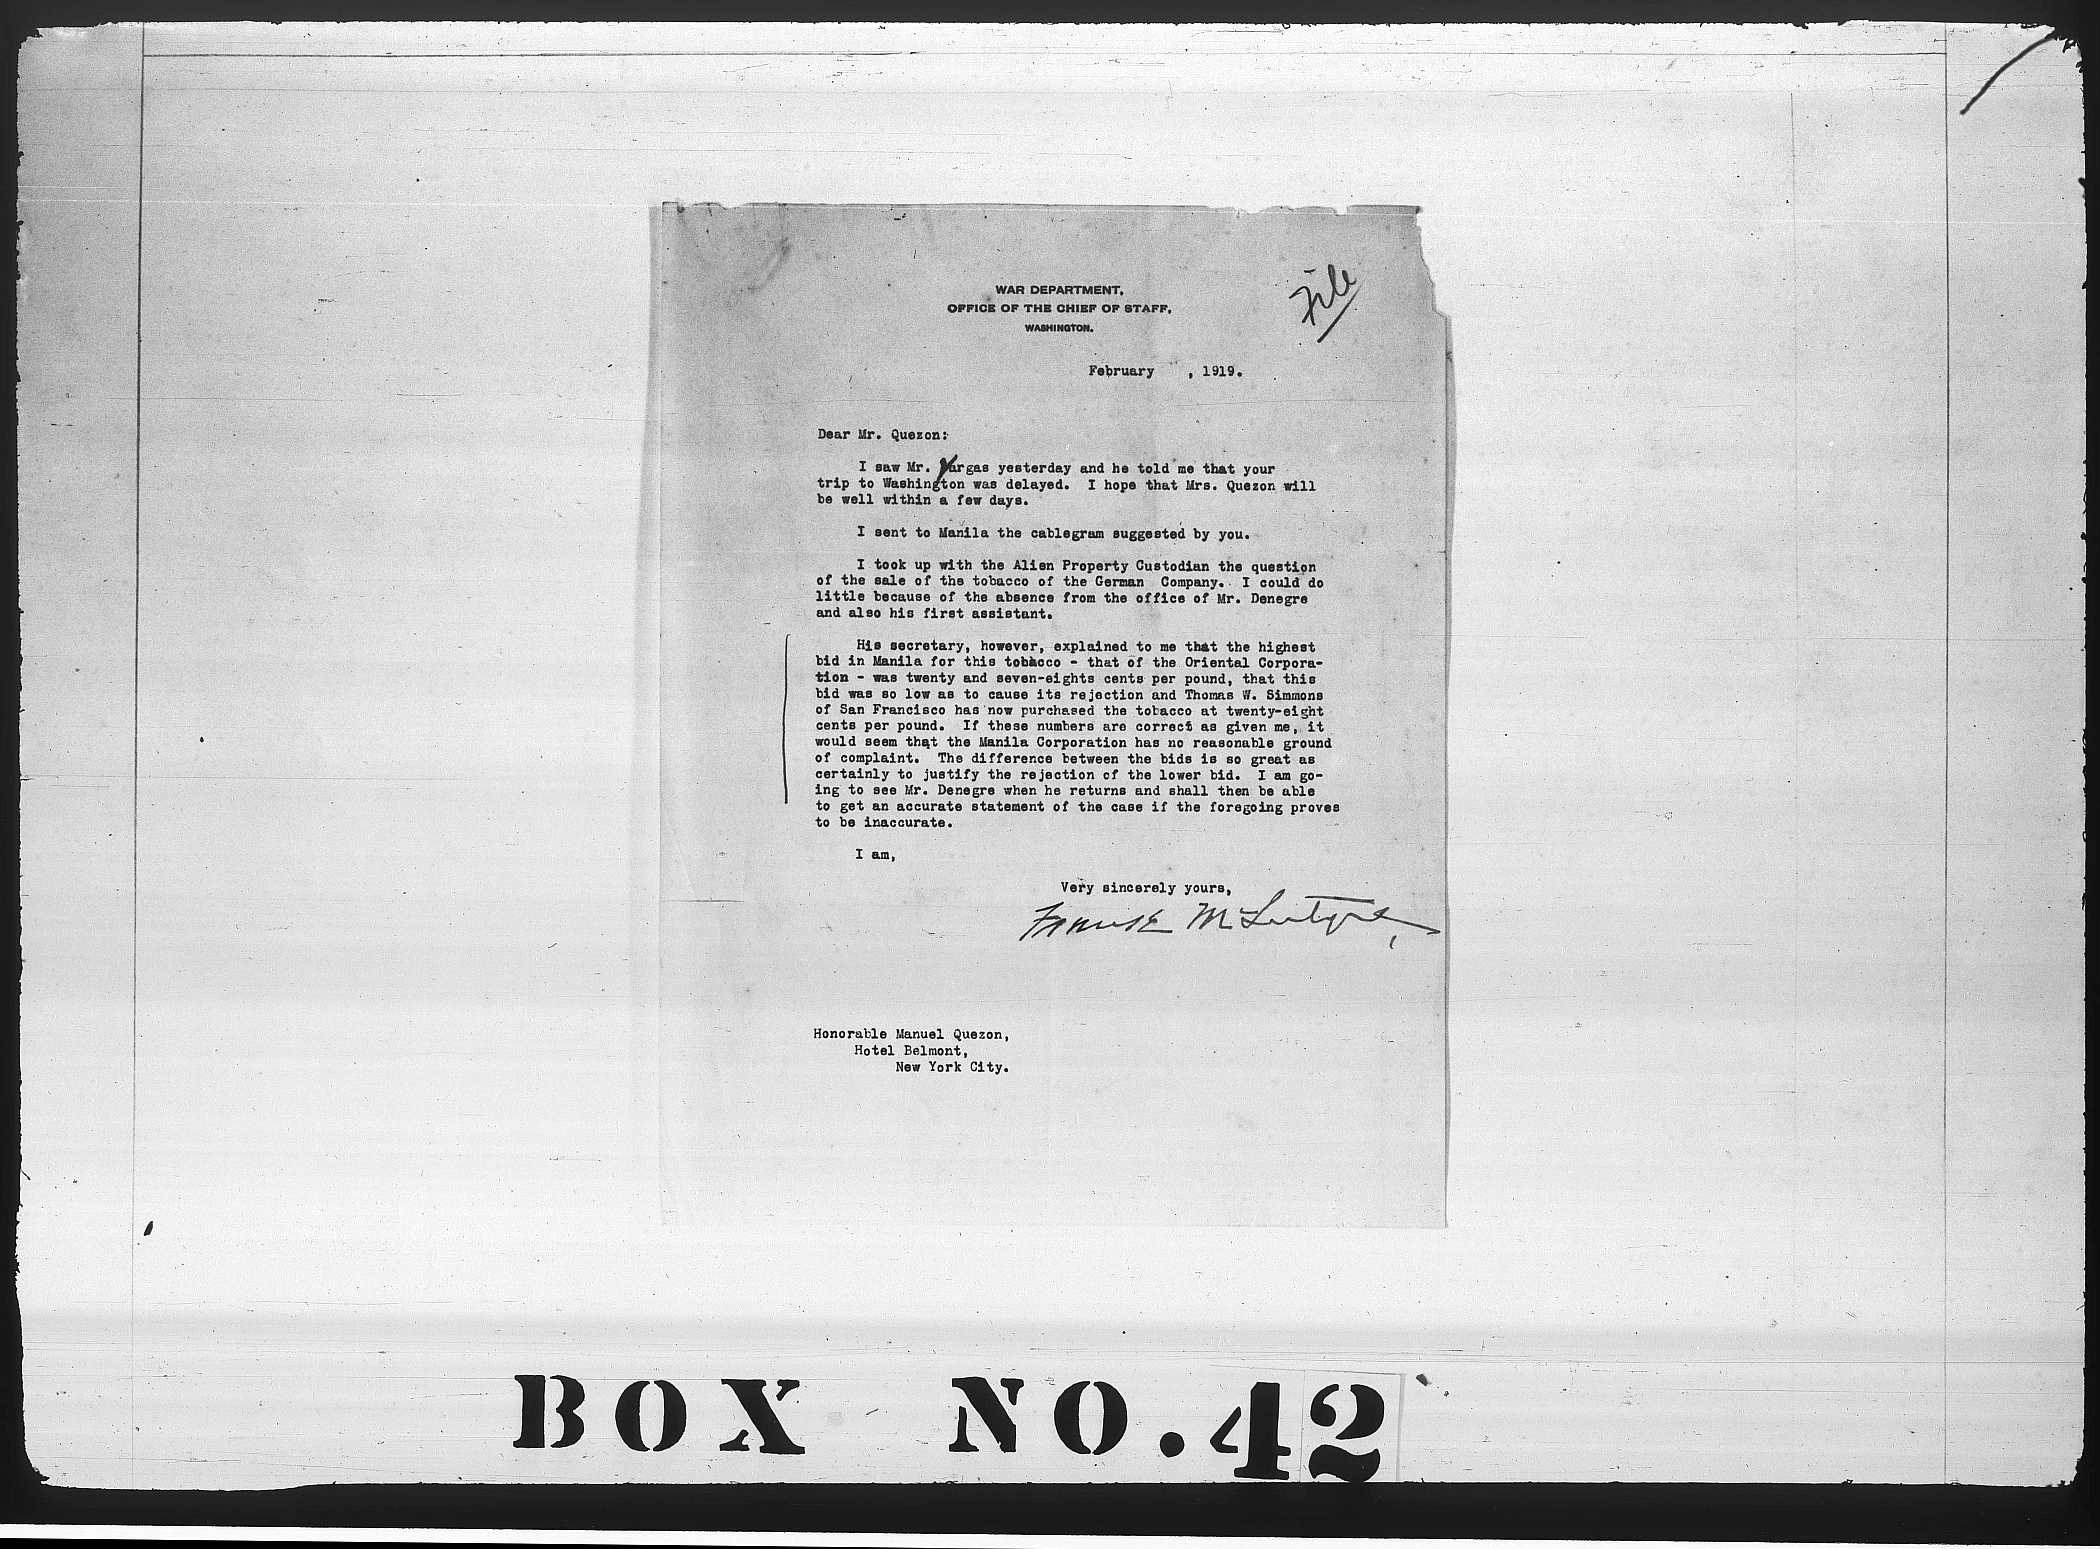 WAR DEPARTMENT,
OFFICE OF THE CHIEF OF STAFF,
WASHINGTON.
File
February , 1919.
Dear Mr. Quezon:
I saw Mr. Vargas yesterday and he told me that your
trip to Washington was delayed. I hope that Mrs. Quezon will
be well within a few days.
I sent to Manila the cablegram suggested by you.
I took up with the Alien Property Custodian the question
of the sale of the tobacco of the German Company. I could do
little because of the absence from the office of Mr. Denegre
and also his first assistant.
His secretary, however, explained to me that the highest
bid in Manila for this tobacco - that of the Oriental Corpora-
tion - was twenty and seven-eights cents per pound, that this
bid was so low as to cause its rejection and Thomas W. Simmons
of San Francisco has now purchased the tobacco at twenty-eight
cents per pound. If these numbers are correct as given me, it
would seem that the Manila Corporation has no reasonable ground
of complaint. The difference between the bids is so great as
certainly to justify the rejection of the lower bid. I am go-
ing to see Mr. Denegre when he returns and shall then be able
to get an accurate statement of the case if the foregoing proves
to be inaccurate.
I am,
Very sincerely yours,
Frank McIntyre,
Honorable Manuel Quezon,
Hotel Belmont,
New York City.
BOX NO. 42